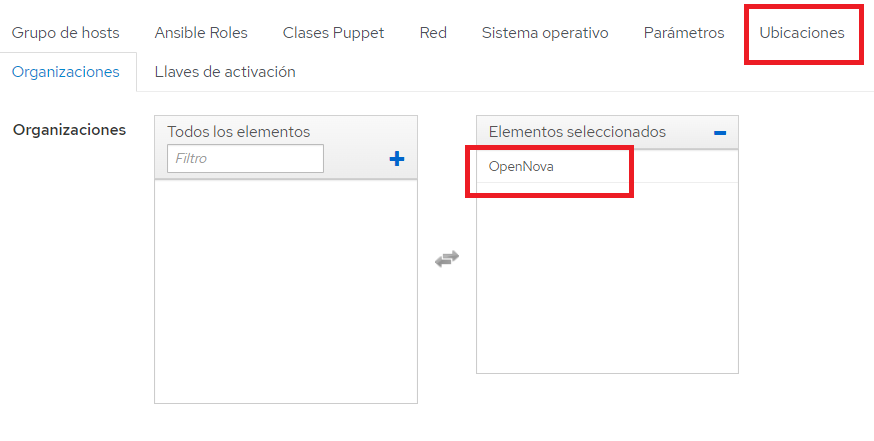 Grupo de hosts Ansible Roles Clases Puppet Red Sistema operativo Parámetros Ubicaciones
Organizaciones Llaves de activación
Organizaciones Todos los elementos Elementos seleccionados
Filtro
OpenNova